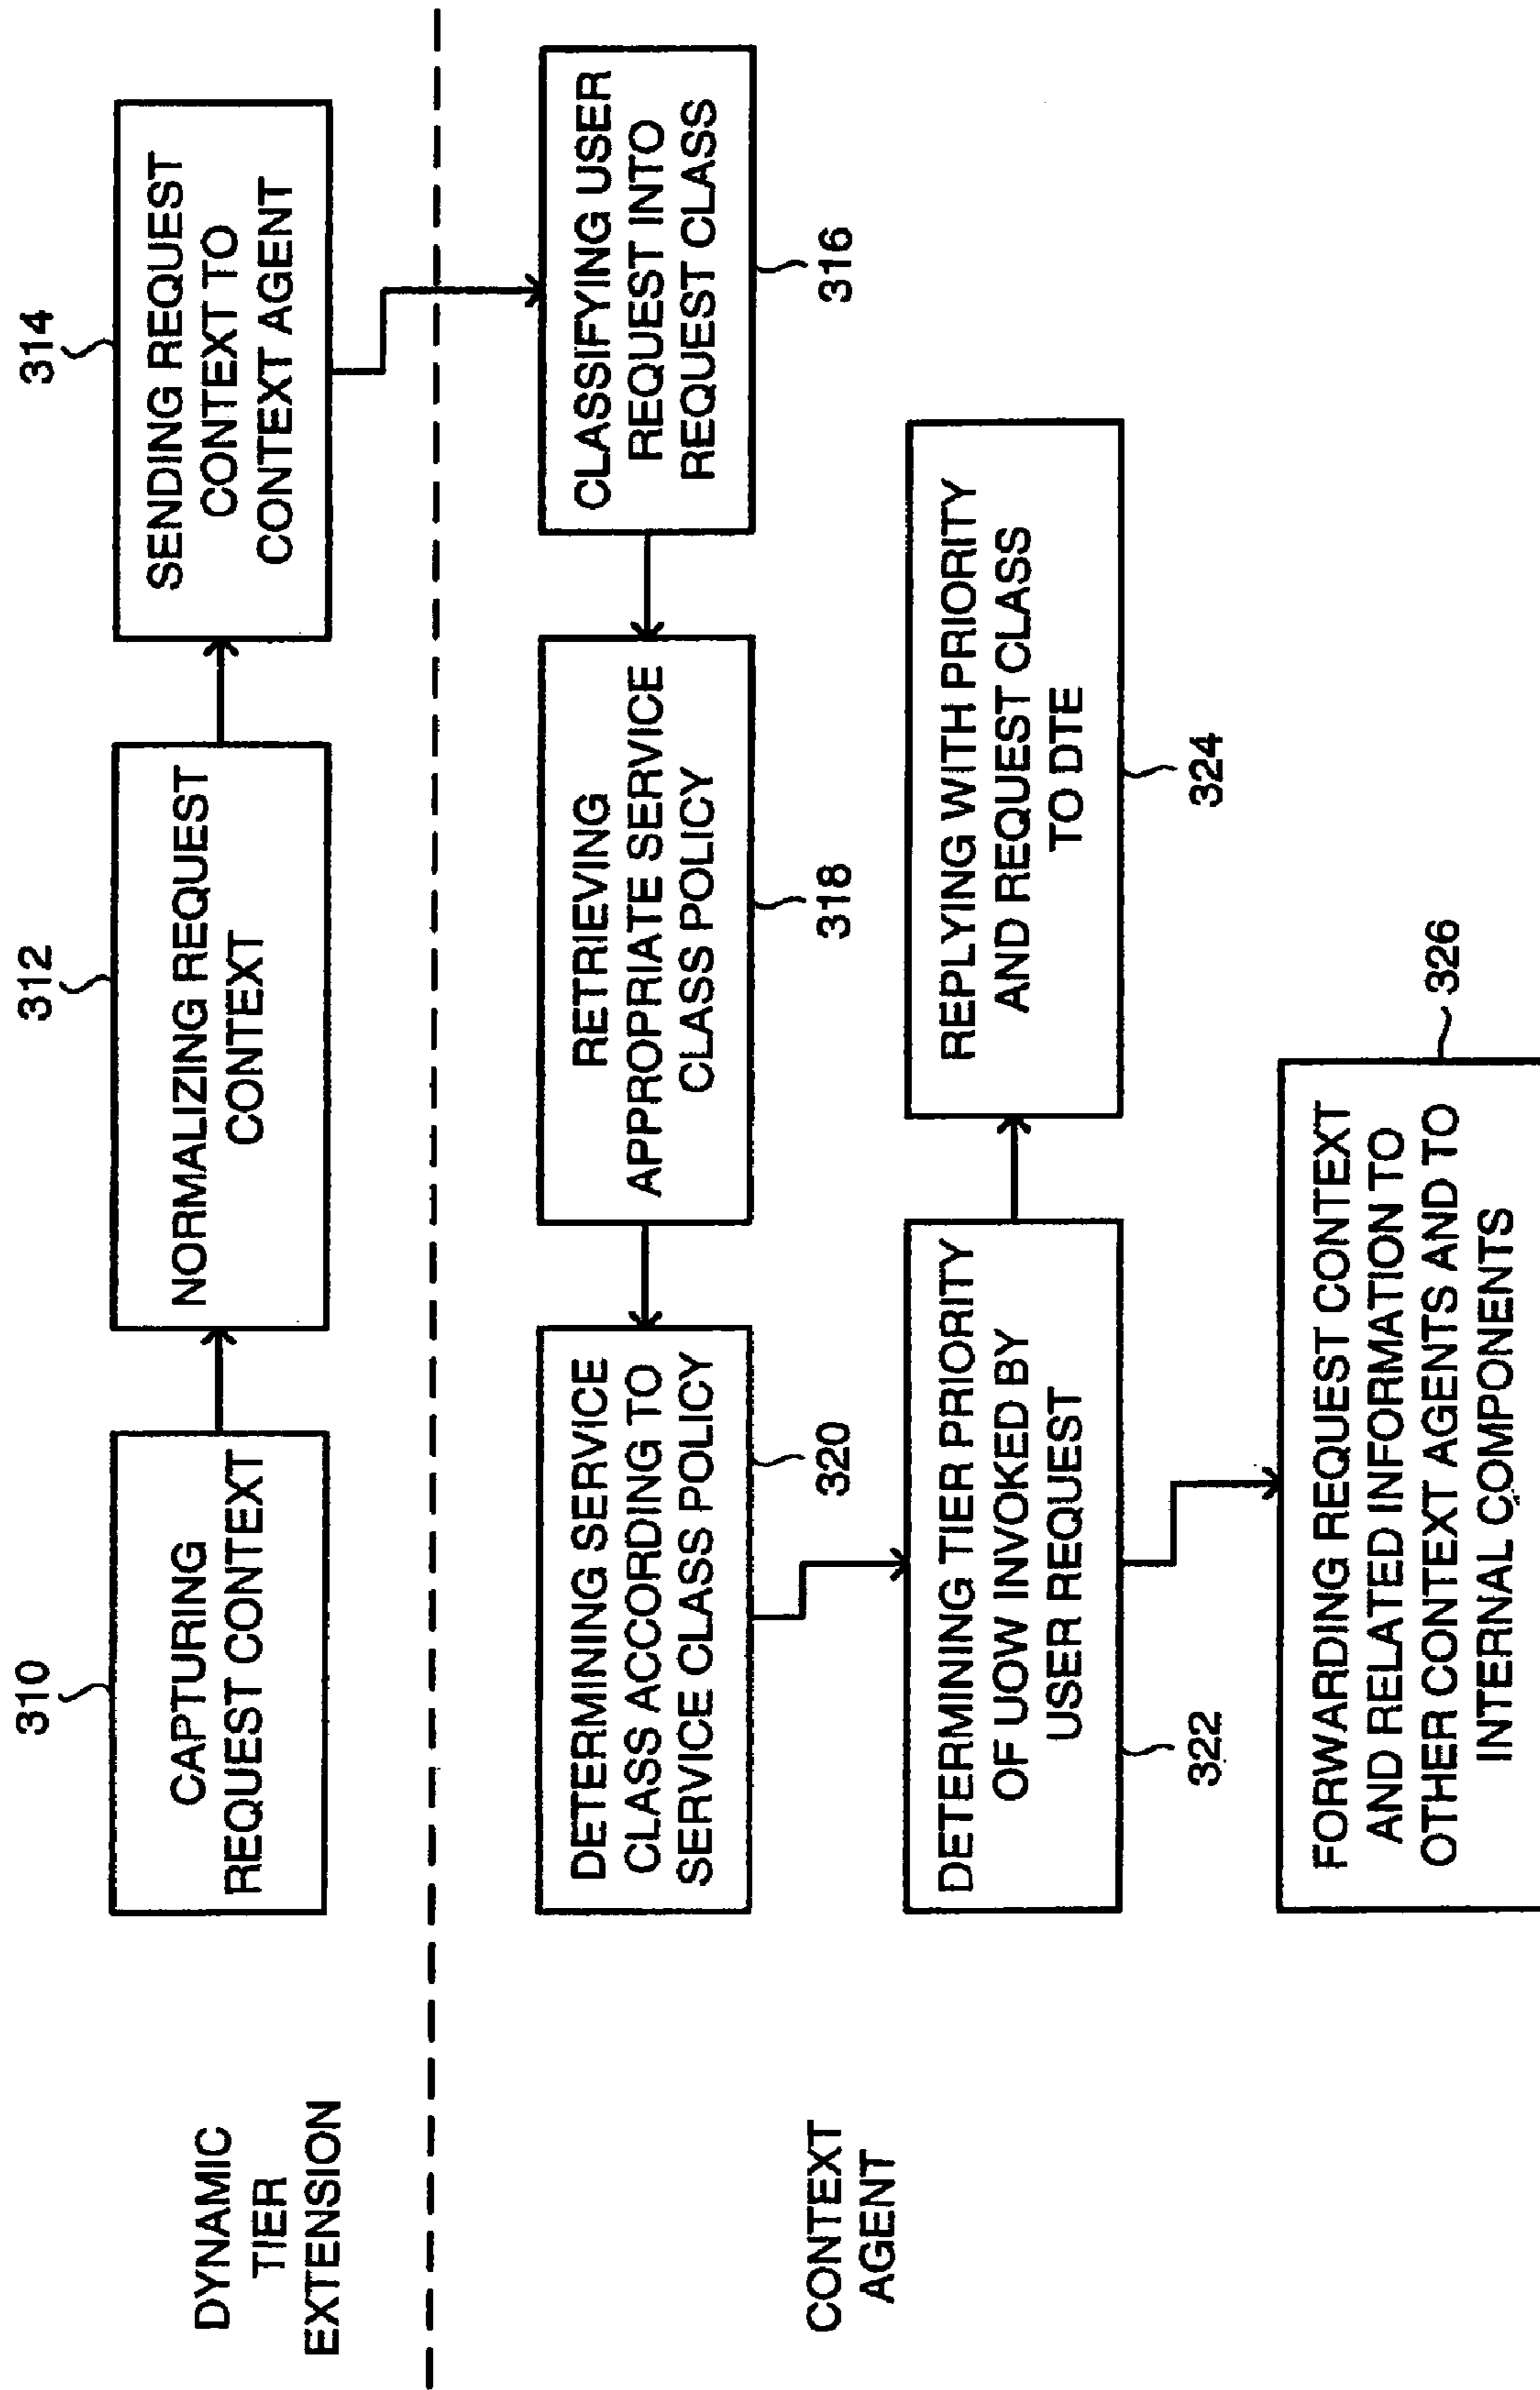 310
312
314
DYNAMIC
TIER
EXTENSION
CAPTURING
REQUEST CONTEXT
NORMALIZING REQUEST
CONTEXT
SENDING REQUEST
CONTEXT TO
CONTEXT AGENT
CONTEXT
AGENT
DETERMINING SERVICE
CLASS ACCORDING TO
SERVICE CLASS POLICY
320
RETRIEVING
APPROPRIATE SERVICE
CLASS POLICY
318
CLASSIFYING USER
REQUEST INTO
REQUEST CLASS
316
DETERMINING TIER PRIORITY
OF UOW INVOKED BY
USER REQUEST
322
REPLYING WITH PRIORITY
AND REQUEST CLASS
TO DTE
324
FORWARDING REQUEST CONTEXT
AND RELATED INFORMATION TO
OTHER CONTEXT AGENTS AND TO
INTERNAL COMPONENTS
326